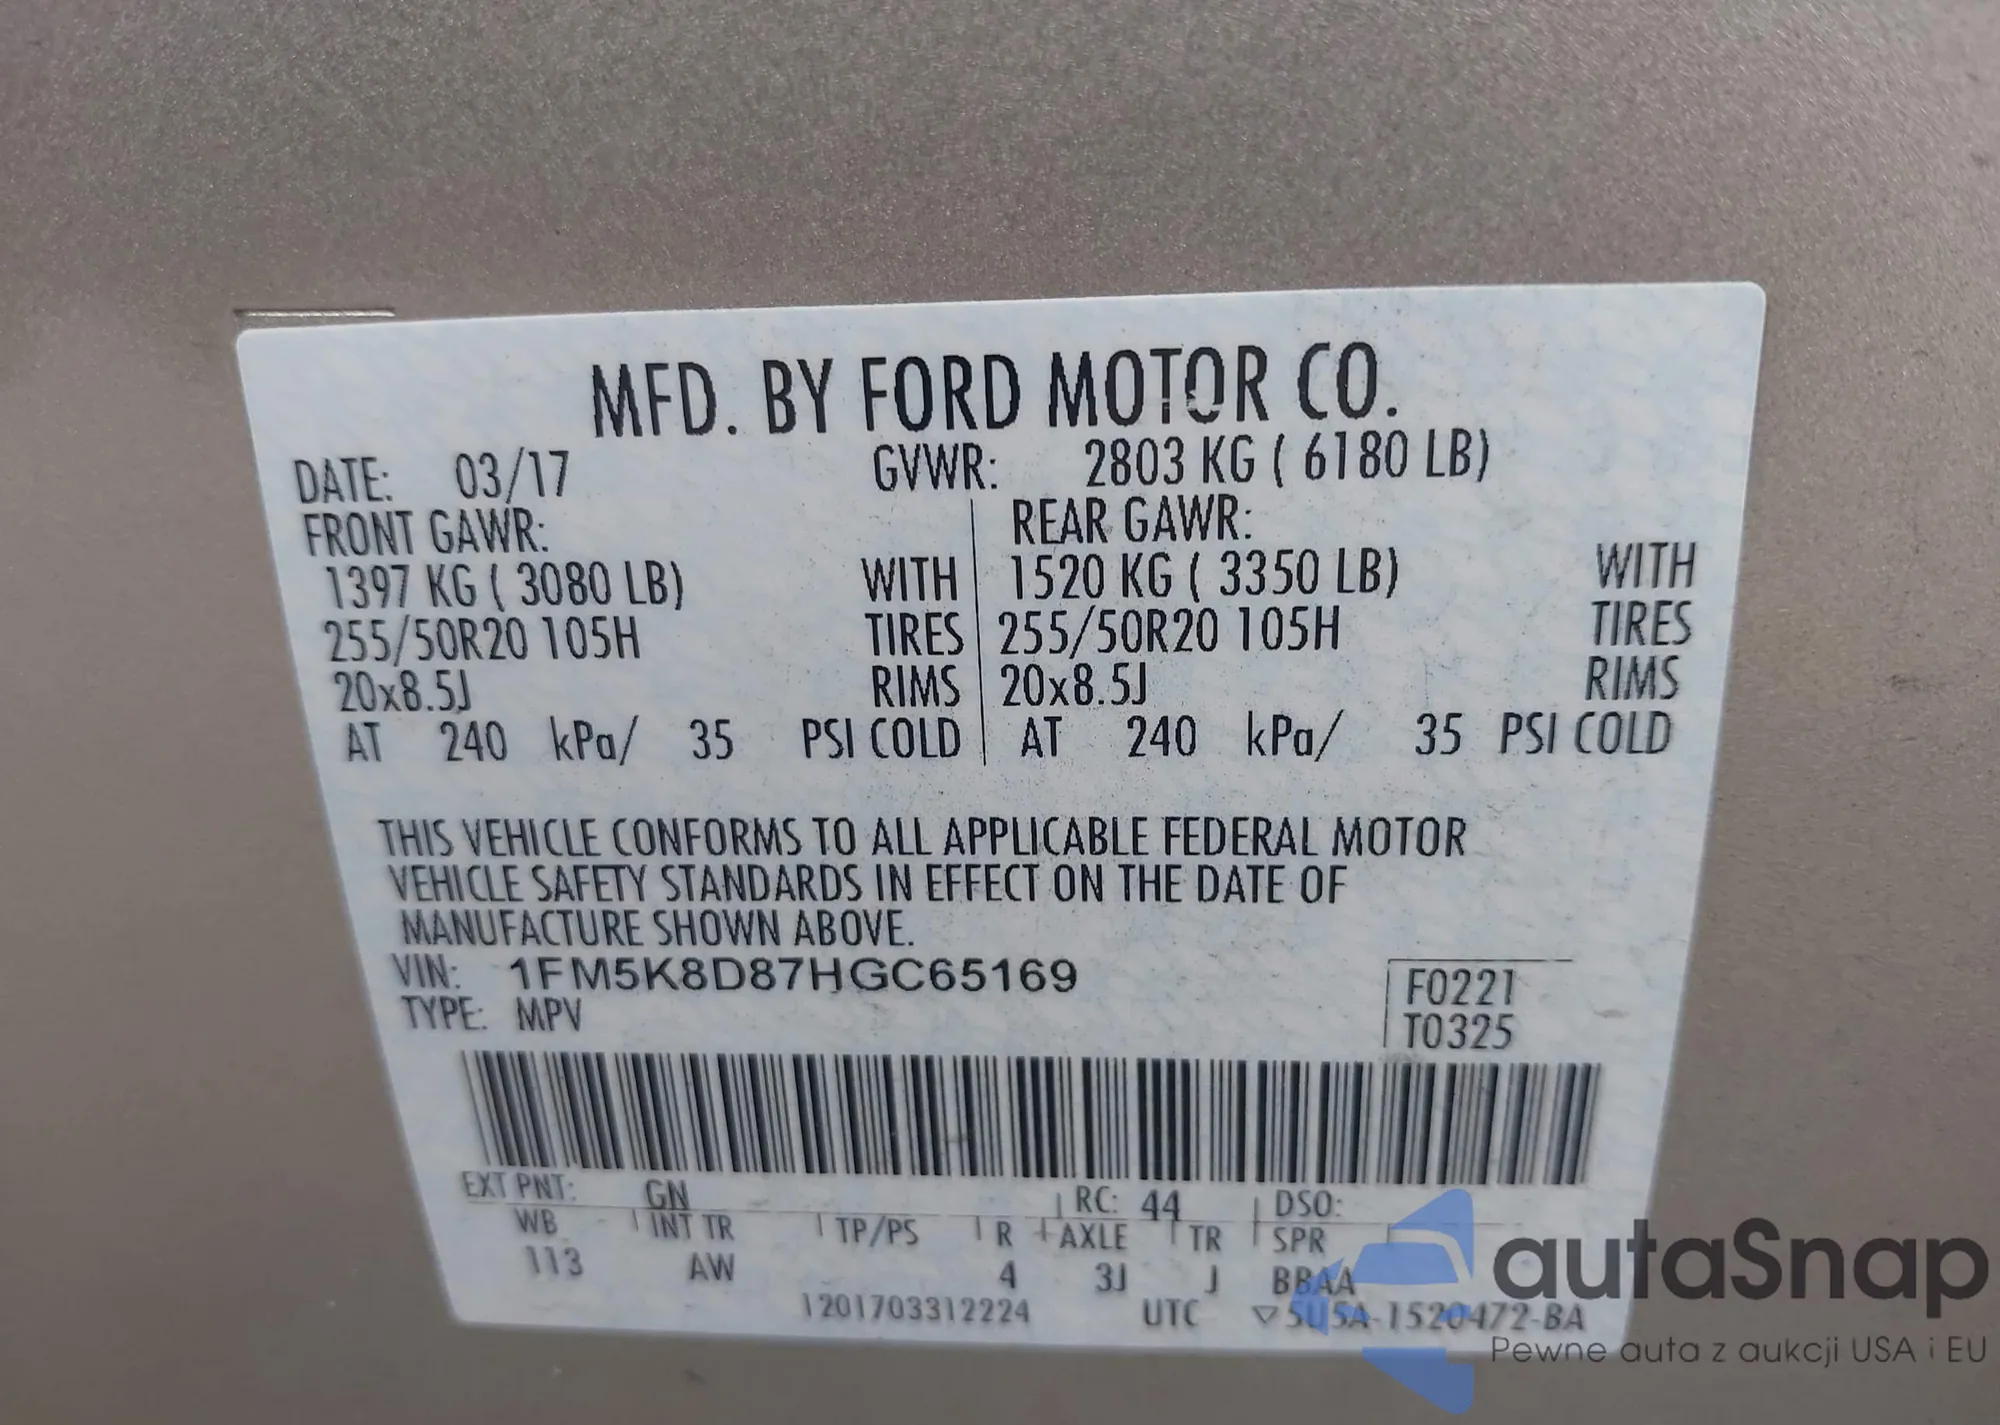 MFD. BY FORD MOTOR CO.
DATE: 03/17 GVWR: 2803 KG ( 6180 LB)
FRONT GAWR: REAR GAWR:
1397 KG ( 3080 LB) WITH 1520 KG ( 3350 LB) WITH
255/50R20 105H TIRES 255/50R20 105H TIRES
20x8.5J RIMS 20x8.5J RIMS
AT 240 kPa/ 35 PSI COLD AT 240 kPa/ 35 PSI COLD
THIS VEHICLE CONFORMS TO ALL APPLICABLE FEDERAL MOTOR
VEHICLE SAFETY STANDARDS IN EFFECT ON THE DATE OF
MANUFACTURE SHOWN ABOVE.
VIN: 1FM5K8D87HGC65169
TYPE: MPV
F0221
T0325
EXT PNT: GN RC: 44 DSO:
WB INT TR TP/PS R AXLE TR SPR
113 AW 4 3J J BBAA
1201703312224 UTC ▽5U5A-1520472-BA
autaSnap
Pewne auta z aukcji USA i EU